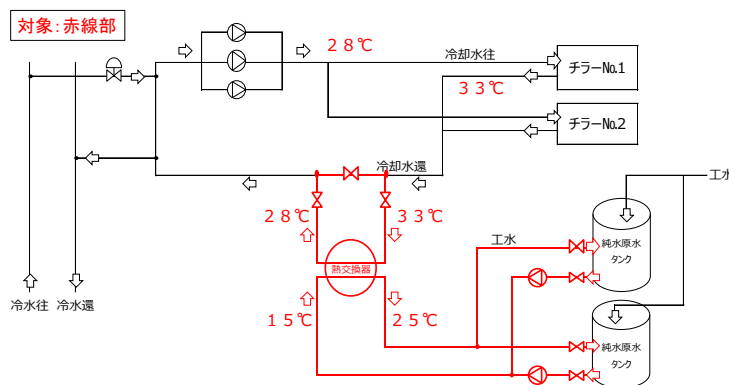 対象：赤線部
２８℃
冷却水往
チラーNo.1
３３℃
チラーNo.2
冷却水還
工水
２８℃
３３℃
工水
純水原水
タンク
熱交換器
冷水往
冷水還
１５℃
２５℃
純水原水
タンク